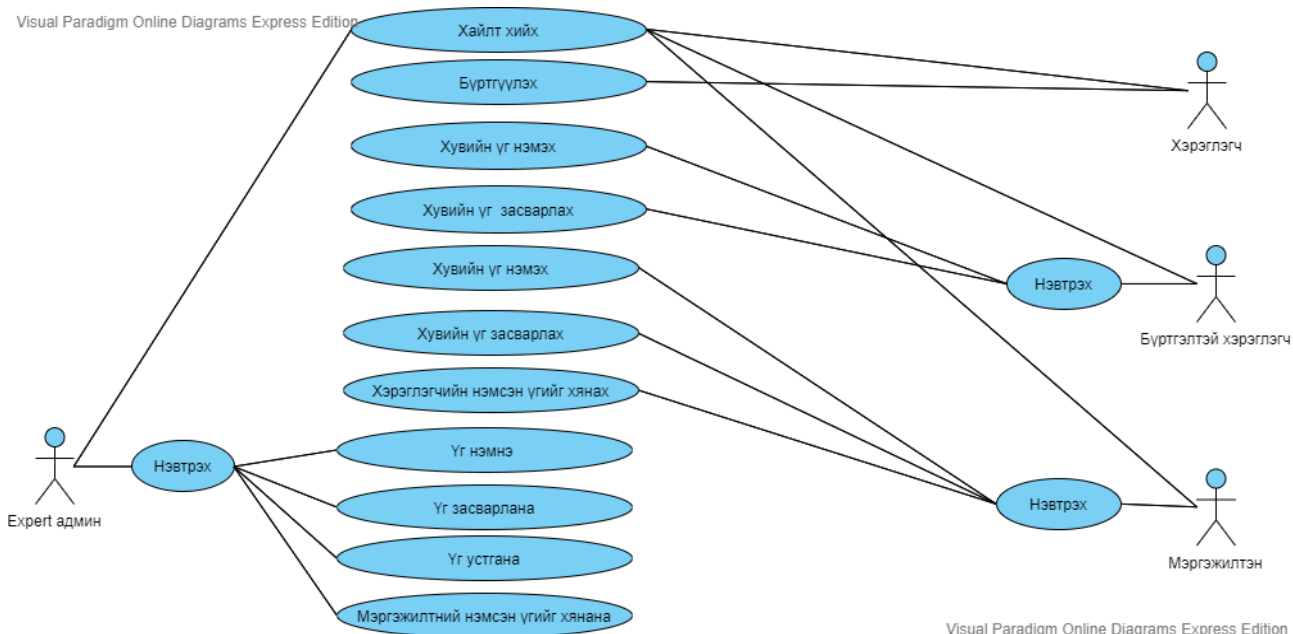 Visual Paradigm Online Diagrams Express Edition
Хайлт хийх
Бүртгүүлэх
Хэрэглэгч
Хувийн үг нэмэх
Хувийн үг засварлах
Хувийн үг нэмэх
Нэвтрэх
Бүртгэлтэй хэрэглэгч
Хувийн үг засварлах
Хэрэглэгчийн нэмсэн үгийг хянах
Үг нэмнэ
Нэвтрэх
Expert админ
Үг засварлана
Нэвтрэх
Мэргэжилтэн
Үг устгана
Мэргэжилтний нэмсэн үгийг хянана
Visual Paradigm Online Diagrams Express Edition